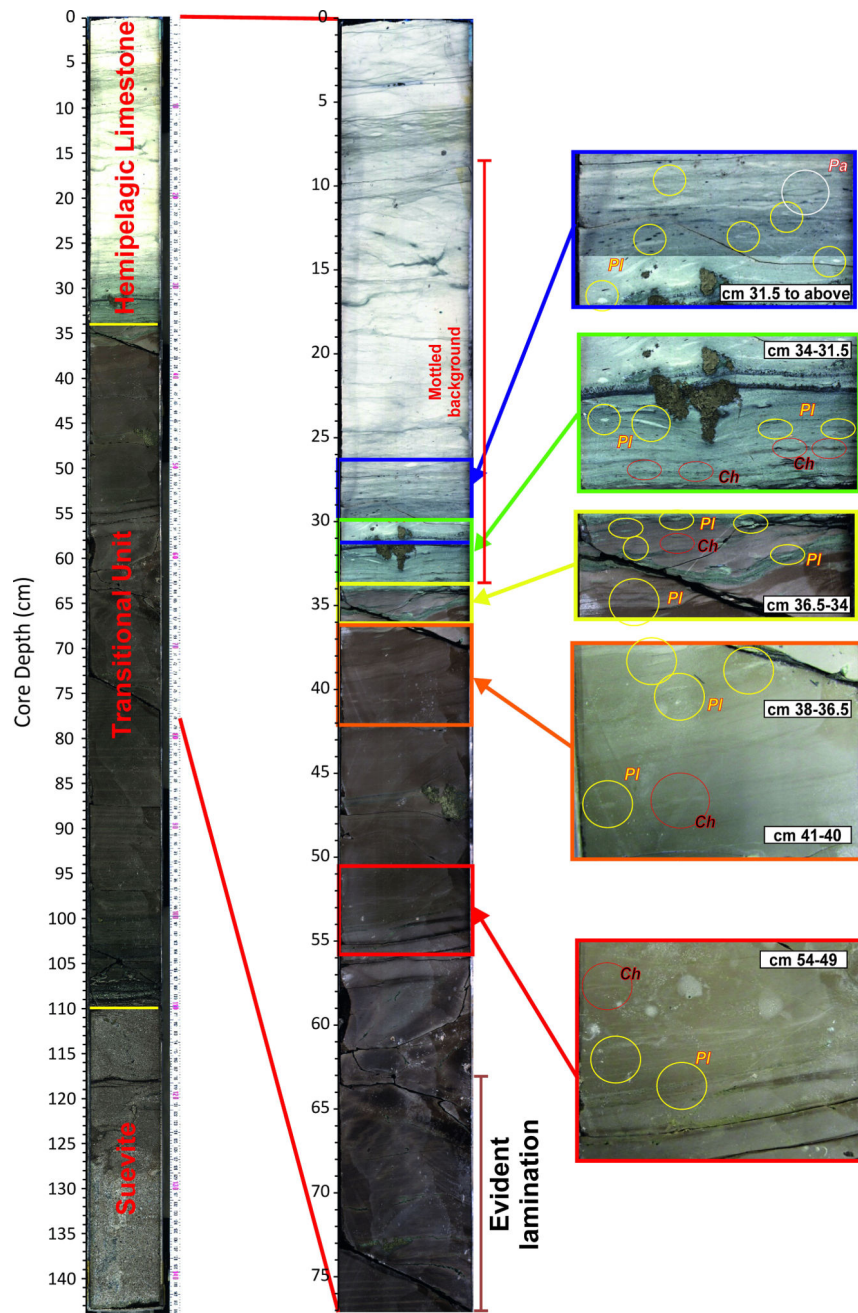 Core Depth (cm)
0
5
10
15
20
25
30
35
40
45
50
55
60
65
70
75
80
85
90
95
100
105
110
115
120
125
130
135
140
Hemipelagic Limestone
Transitional Unit
Suevite
0
5
10
15
20
25
30
35
40
45
50
55
60
65
70
75
Mottled
background
Evident
lamination
Pa
Pl
cm 31.5 to above
cm 34-31.5
Pl
Pl
Ch
Ch
Pl
Ch
Pl
Pl
cm 36.5-34
cm 38-36.5
Pl
Pl
Ch
cm 41-40
cm 54-49
Ch
Pl